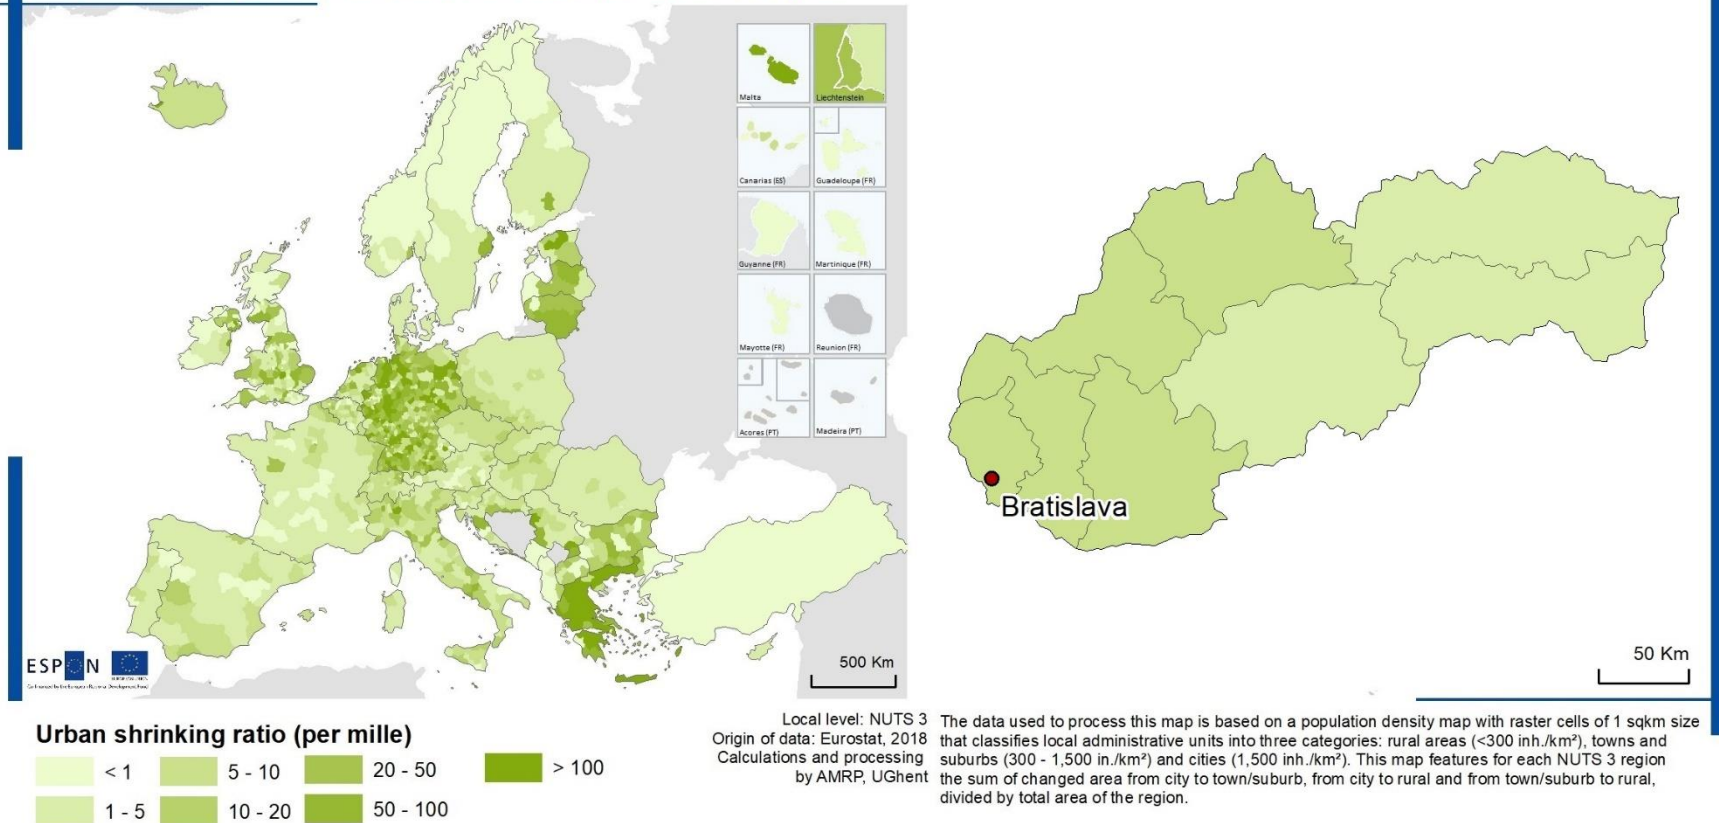 Malta
Liechtenstein
Canarias (ES)
Guadeloupe (FR)
Guyanne (FR)
Martinique (FR)
Mayotte (FR)
Reunion (FR)
Acores (PT)
Madeira (PT)
Bratislava
ESPON
500 Km
50 Km
Urban shrinking ratio (per mille)
< 1
5 - 10
20 - 50
> 100
1 - 5
10 - 20
50 - 100
Local level: NUTS 3
Origin of data: Eurostat, 2018
Calculations and processing
by AMRP, UGhent
The data used to process this map is based on a population density map with raster cells of 1 sqkm size
that classifies local administrative units into three categories: rural areas (<300 inh./km²), towns and
suburbs (300 - 1,500 in./km²) and cities (1,500 inh./km²). This map features for each NUTS 3 region
the sum of changed area from city to town/suburb, from city to rural and from town/suburb to rural,
divided by total area of the region.